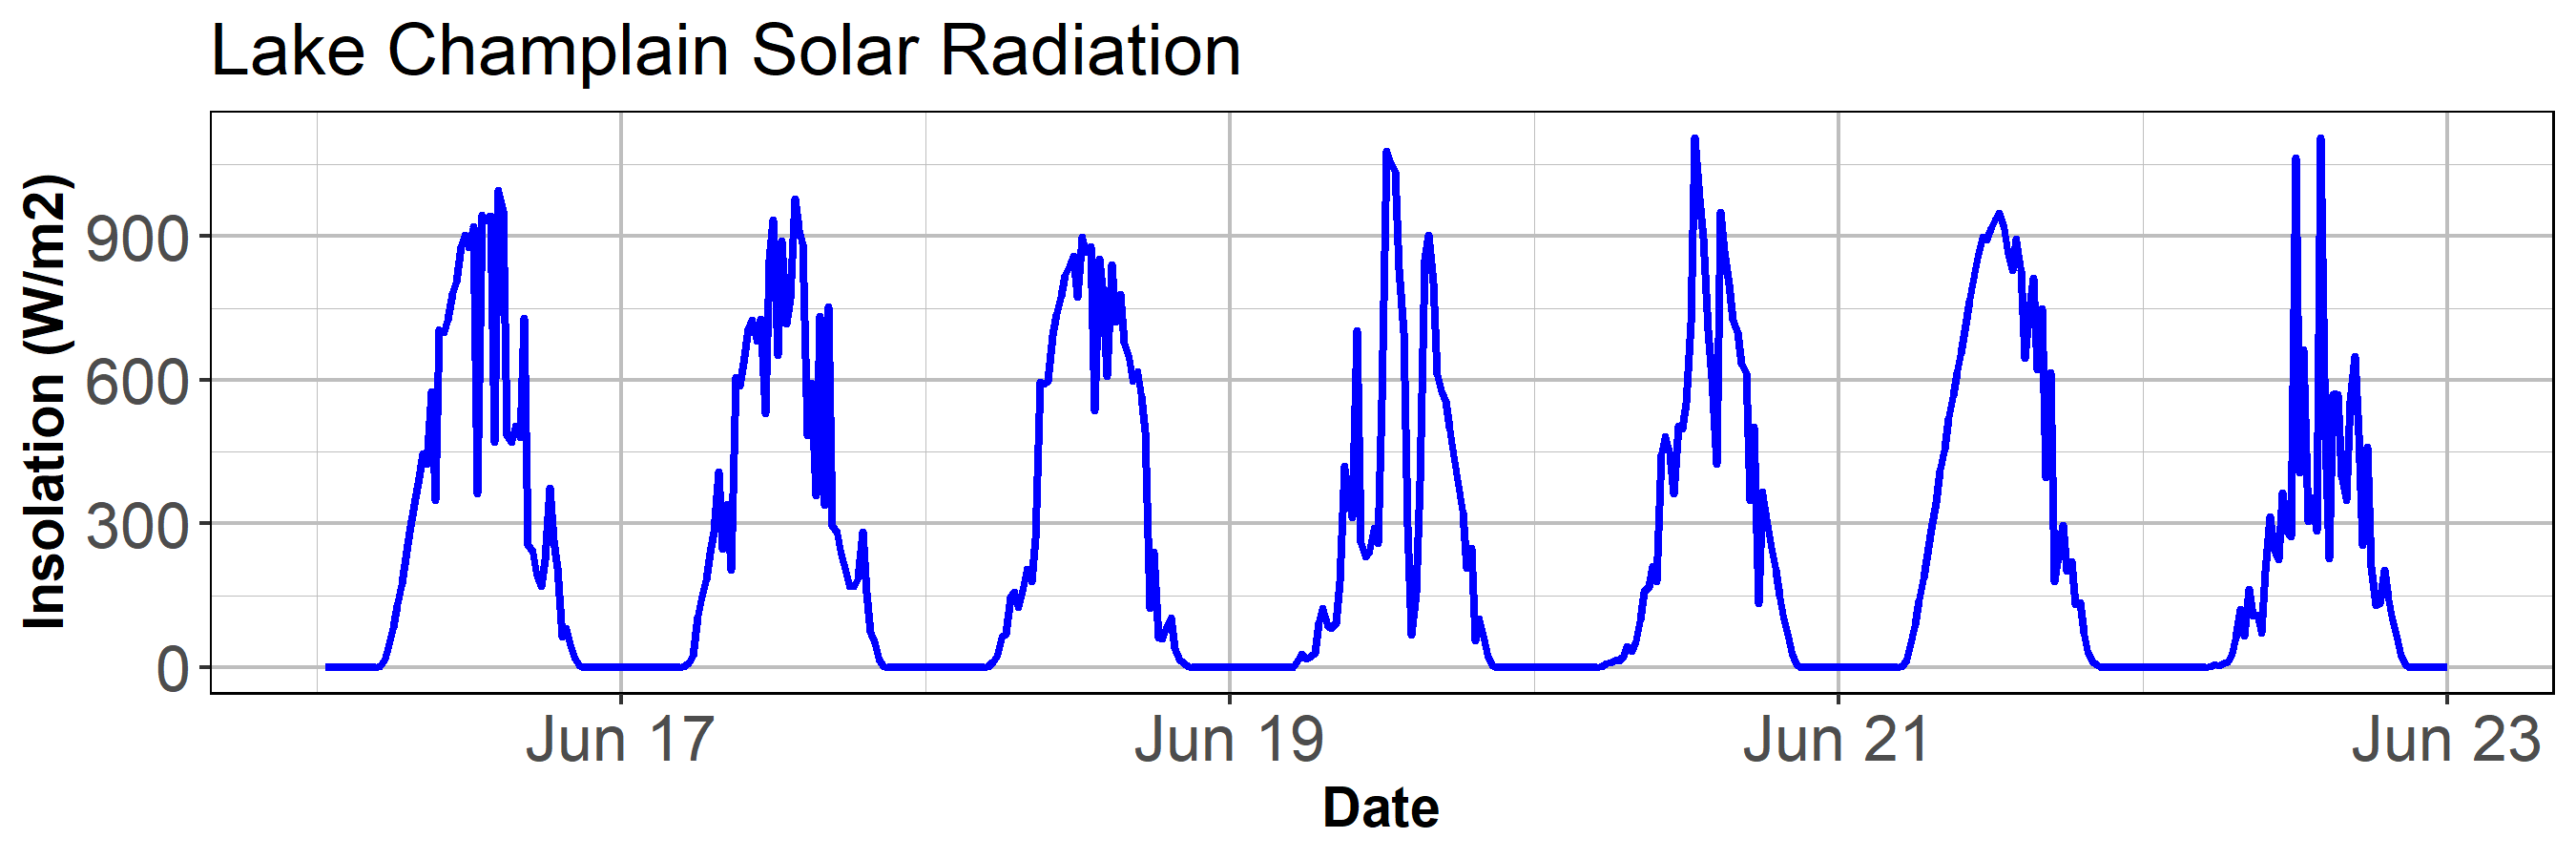 Lake Champlain Solar Radiation
Insolation (W/m2)
900
600
300
0
Jun 17
Jun 19
Jun 21
Jun 23
Date